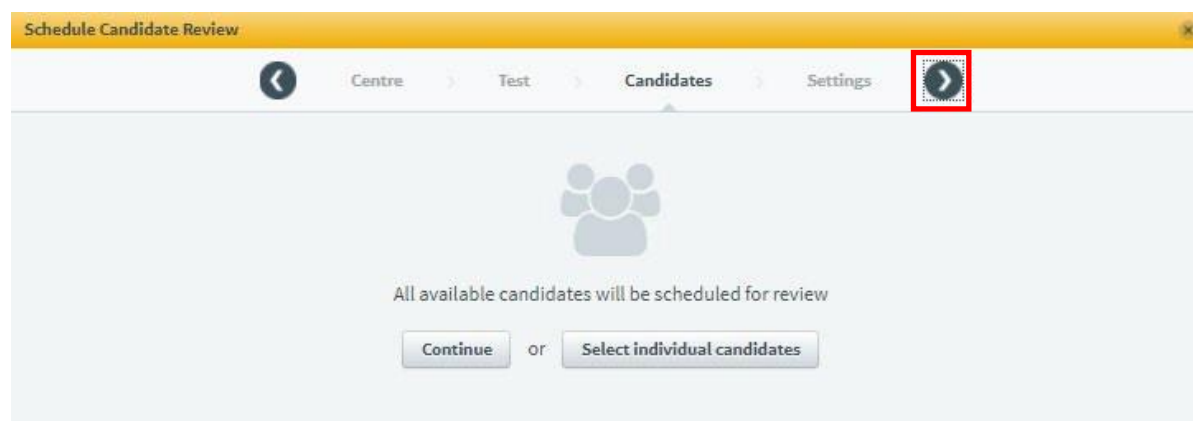 Schedule Candidate Review
Centre Test Candidates Settings
All available candidates will be scheduled for review
Continue or Select individual candidates